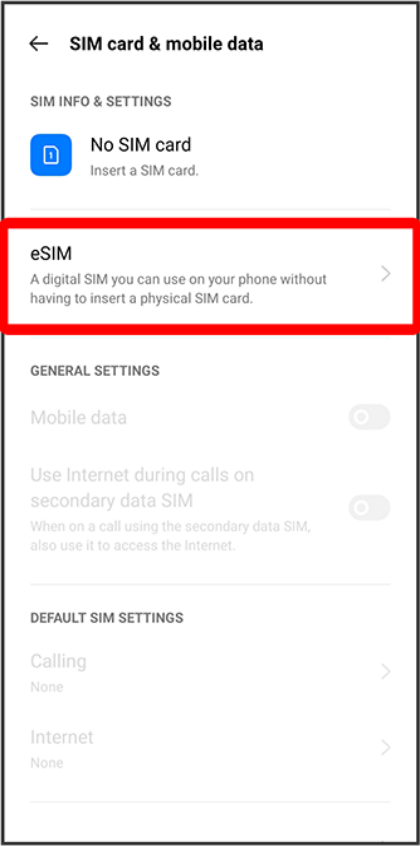 SIM card & mobile data
SIM INFO & SETTINGS
1
No SIM card
Insert a SIM card.
eSIM
A digital SIM you can use on your phone without
having to insert a physical SIM card.
GENERAL SETTINGS
Mobile data
Use Internet during calls on
secondary data SIM
When on a call using the secondary data SIM,
also use it to access the Internet.
DEFAULT SIM SETTINGS
Calling
None
Internet
None